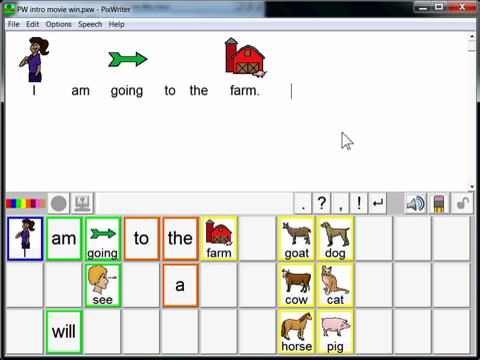 PW intro movie win.pxw - PixWriter
File Edit Options Speech Help
I am going to the farm.
. ? , !
I am going to the farm goat dog
see a cow cat
will horse pig